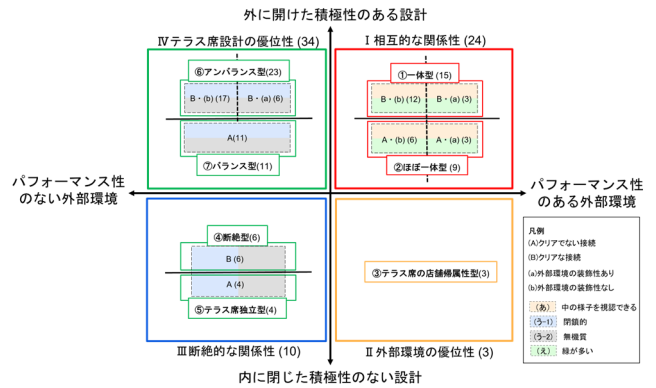 外に開けた積極性のある設計
Ⅳテラス席設計の優位性 (34)
Ⅰ相互的な関係性 (24)
⑥アンバランス型(23)
B・(b) (17)
B・(a) (6)
A(11)
⑦バランス型(11)
①一体型 (15)
B・(b) (12)
B・(a) (3)
A・(b) (6)
A・(a) (3)
②ほぼ一体型 (9)
パフォーマンス性
のない外部環境
パフォーマンス性
のある外部環境
④断絶型(6)
B (6)
A (4)
⑤テラス席独立型(4)
③テラス席の店舗帰属性型(3)
凡例
(A)クリアでない接続
(B)クリアな接続
(a)外部環境の装飾性あり
(b)外部環境の装飾性なし
(あ) 中の様子を視認できる
(う-1) 閉鎖的
(う-2) 無機質
(え) 緑が多い
Ⅲ断絶的な関係性 (10)
Ⅱ外部環境の優位性 (3)
内に閉じた積極性のない設計